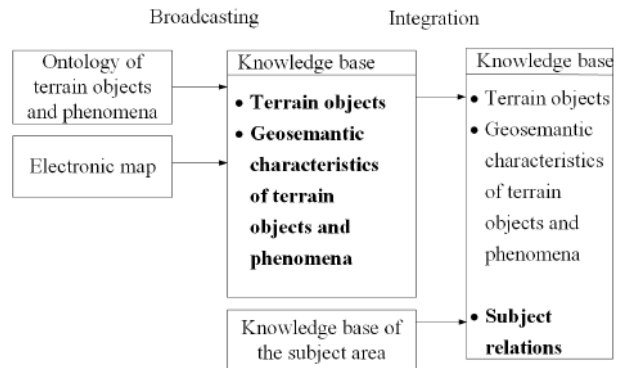 Broadcasting
Integration
Ontology of
terrain objects
and phenomena
Electronic map
Knowledge base
• Terrain objects
• Geosemantic
characteristics
of terrain
objects and
phenomena
Knowledge base of
the subject area
Knowledge base
• Terrain objects
• Geosemantic
characteristics
of terrain
objects and
phenomena
• Subject
relations